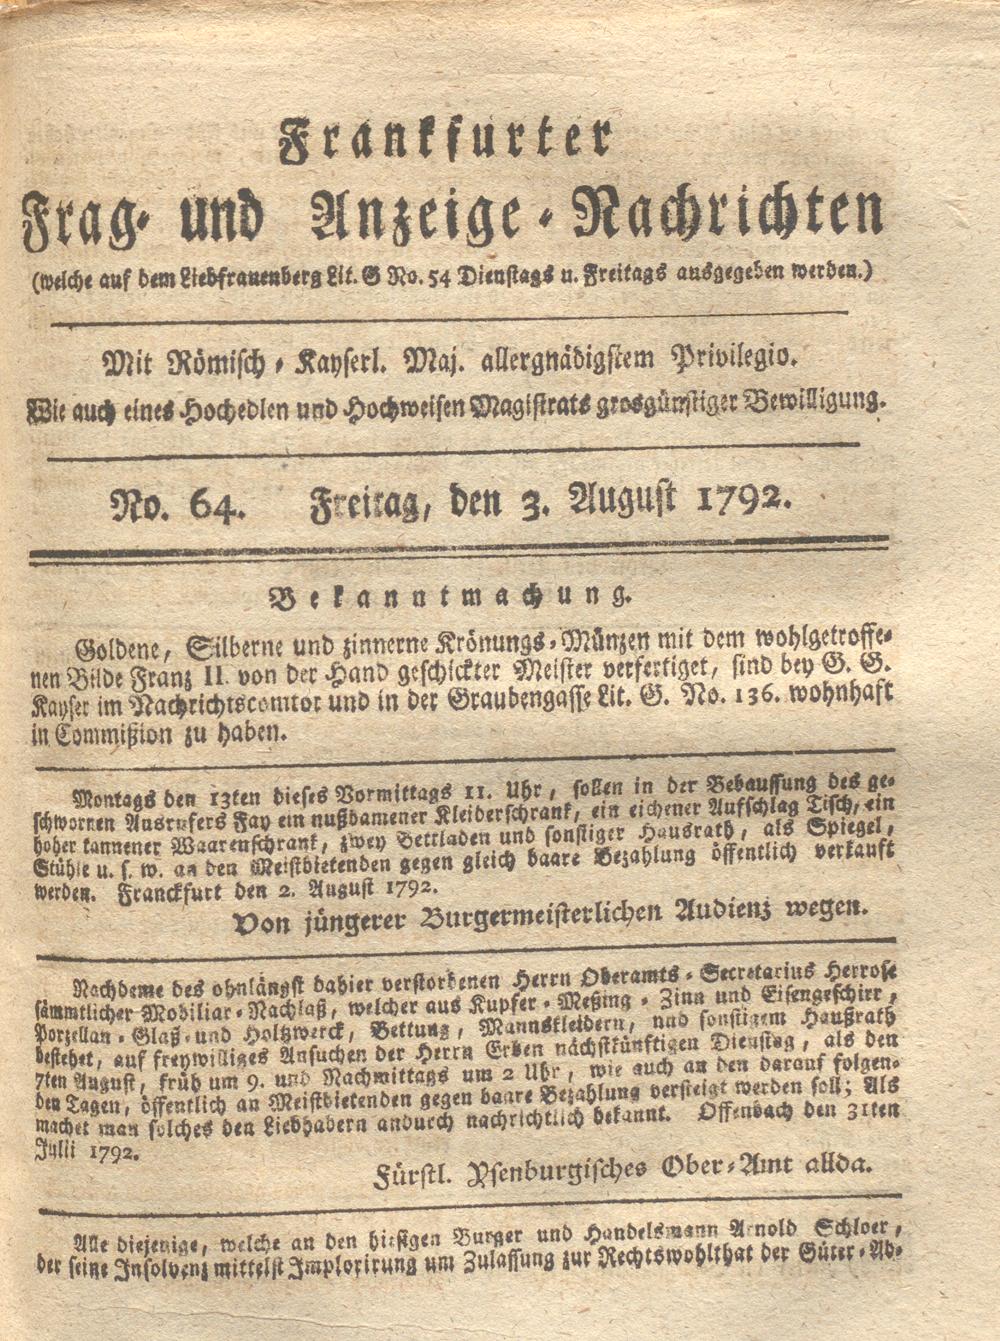 Frankfurter
Frag- und Anzeige-Nachrichten
(welche auf dem Liebfrauenberg Lit. G No. 54 Dienstags u. Freitags ausgegeben werden.)
Mit Römisch-Kayserl. Maj. allergnädigstem Privilegio.
Wie auch eines Hochedlen und Hochweisen Magistrats grosgünstiger Bewilligung.
No. 64. Freitag, den 3. August 1792.
Bekanntmachung.
Goldene, Silberne und zinnerne Krönungs-Münzen mit dem wohlgetroffe-
nen Bilde Franz II. von der Hand geschickter Meister verfertiget, sind bey G. G.
Kayser im Nachrichtscomtor und in der Graubengasse Lit. G. No. 136. wohnhaft
in Commißion zu haben.
Montags den 13ten dieses Vormittags 11. Uhr, sollen in der Behaussung des ge-
schwornen Ausrufers Fay ein nußbamener Kleiderschrank, ein eichener Aufschlag Tisch, ein
hoher tannener Waarenschrank, zwey Bettladen und sonstiger Hausrath, als Spiegel,
Stühle u. s. w. an den Meistbietenden gegen gleich baare Bezahlung öffentlich verkauft
werden. Franckfurt den 2. August 1792.
Von jüngerer Burgermeisterlichen Audienz wegen.
Nachdeme des ohnlängst dahier verstorbenen Herrn Oberamts-Secretarius Herrose
sämmtlicher Mobiliar-Nachlaß, welcher aus Kupfer-Meßing-Zinn und Eisengeschirr,
Porzellan-Glaß-und Holtzwerck, Bettung, Mannskleidern, und sonstigem Haußrath
bestehet, auf freywilliges Ansuchen der Herrn Erben nächstkünftigen Dienstag, als den
7ten August, früh um 9. und Nachmittags um 2 Uhr, wie auch an den darauf folgen-
den Tagen, öffentlich an Meistbietenden gegen baare Bezahlung versteigt werden soll; Als
machet man solches den Liebhabern andurch nachrichtlich bekannt. Offenbach den 31ten
Julii 1792.
Fürstl. Ysenburgisches Ober-Amt allda.
Alle diejenige, welche an den hiesigen Burger und Handelsmann Arnold Schloer,
der seine Insolvenz mittelst Implorirung um Zulassung zur Rechtswohlthat der Güter-Ab-